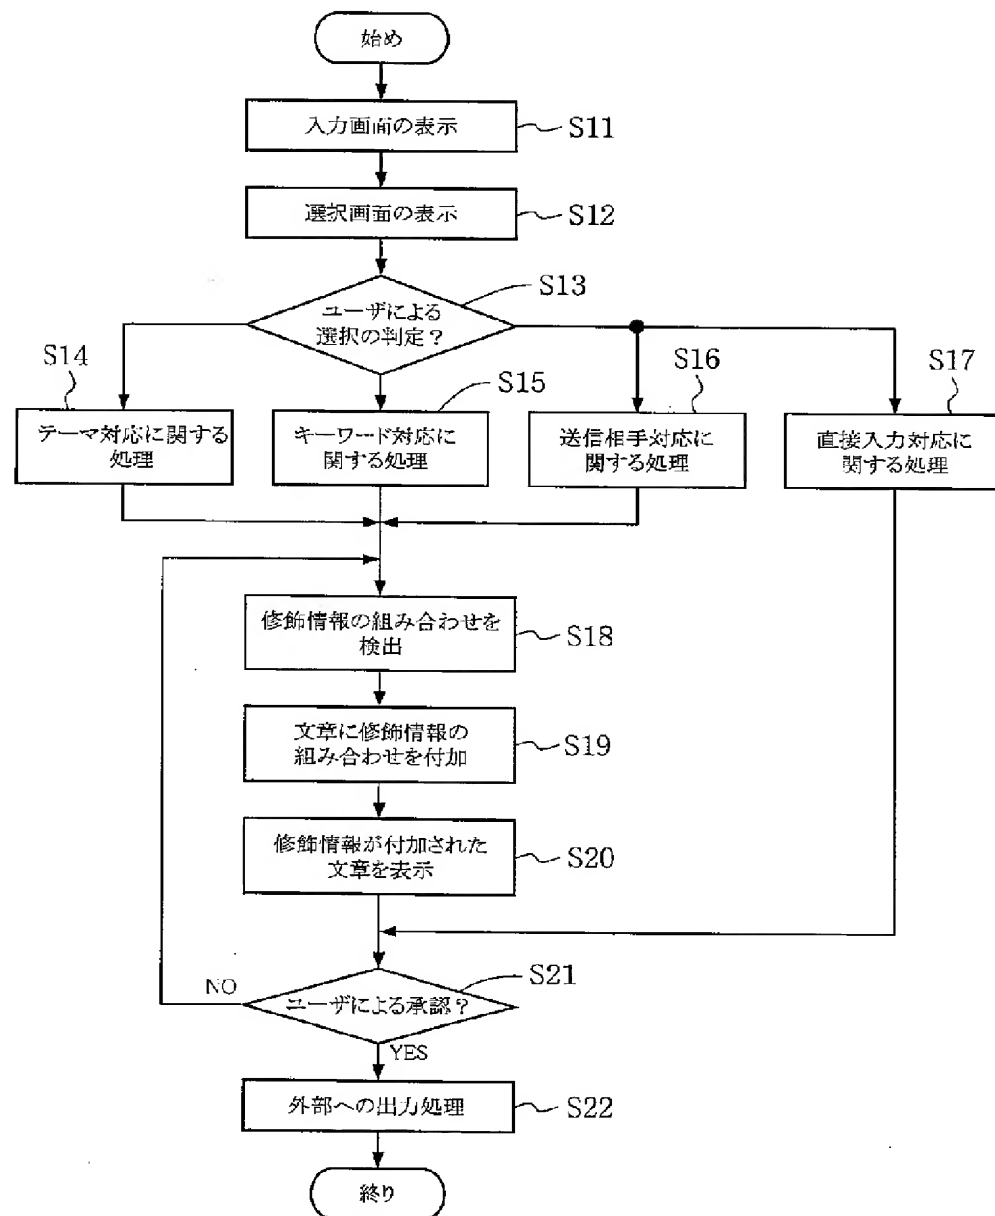 始め
入力画面の表示
S11
選択画面の表示
S12
S13
ユーザによる
選択の判定？
S14
テーマ対応に関する
処理
S15
キーワード対応に
関する処理
S16
送信相手対応に
関する処理
S17
直接入力対応に
関する処理
修飾情報の組み合わせを
検出
S18
文章に修飾情報の
組み合わせを付加
S19
修飾情報が付加された
文章を表示
S20
S21
NO
ユーザによる承認？
YES
外部への出力処理
S22
終り